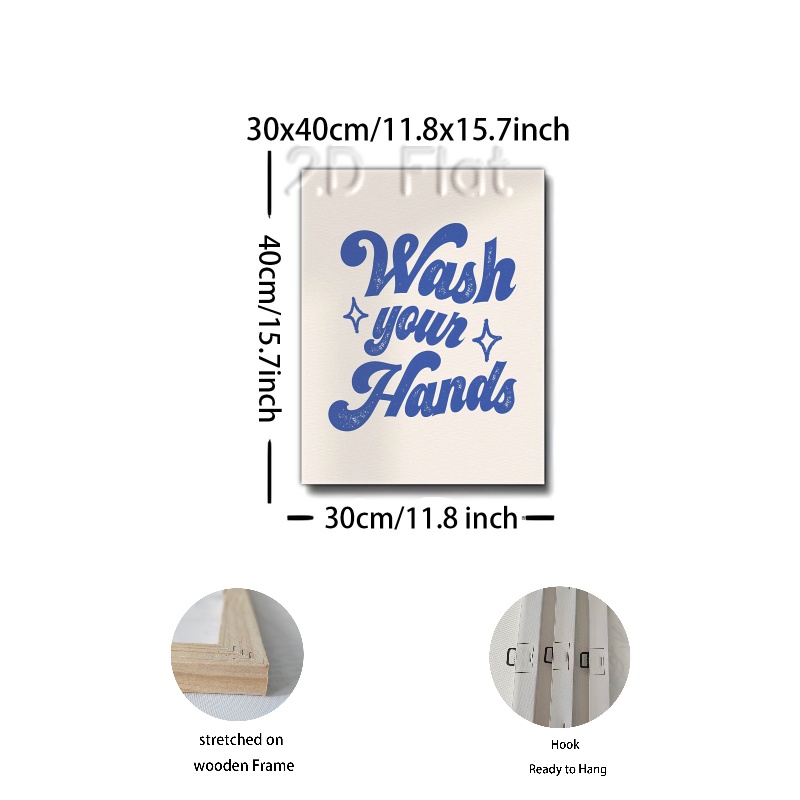 30x40cm/11.8x15.7inch
2D Flat
40cm/15.7inch
Wash
your
Hands
30cm/11.8 inch
stretched on
wooden Frame
Hook
Ready to Hang